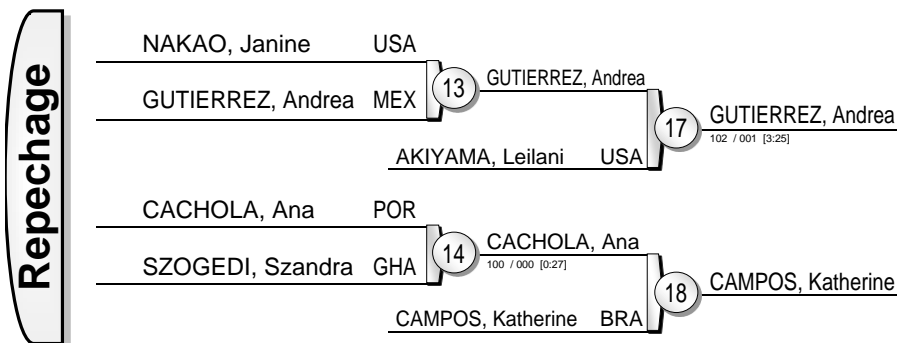 Repechage
NAKAO, Janine USA
GUTIERREZ, Andrea MEX
13
GUTIERREZ, Andrea
AKIYAMA, Leilani USA
17
GUTIERREZ, Andrea
102 / 001 [3:25]
CACHOLA, Ana POR
SZOGEDI, Szandra GHA
14
CACHOLA, Ana
100 / 000 [0:27]
CAMPOS, Katherine BRA
18
CAMPOS, Katherine